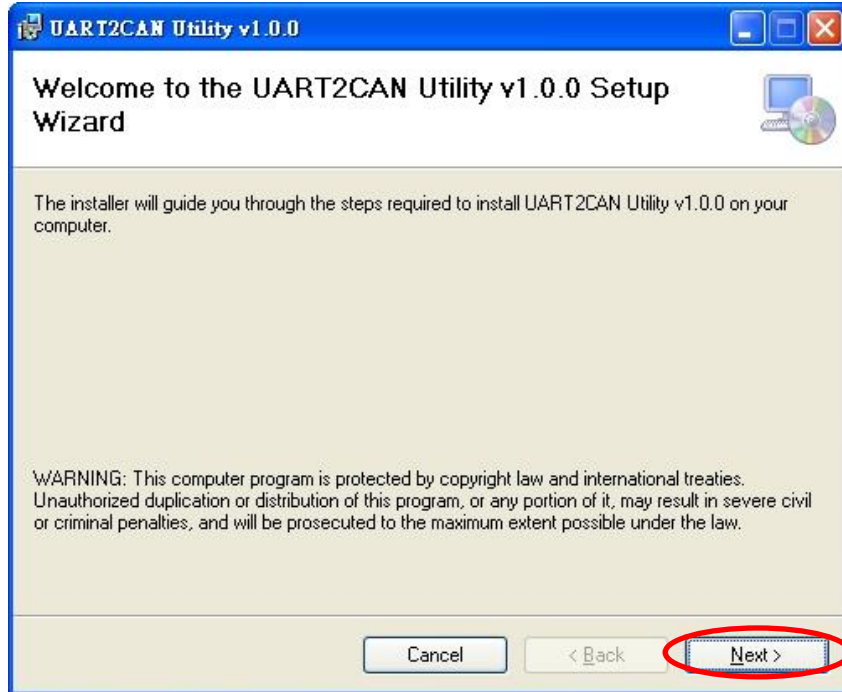 UART2CAN Utility v1.0.0
Welcome to the UART2CAN Utility v1.0.0 Setup
Wizard
The installer will guide you through the steps required to install UART2CAN Utility v1.0.0 on your
computer.
WARNING: This computer program is protected by copyright law and international treaties.
Unauthorized duplication or distribution of this program, or any portion of it, may result in severe civil
or criminal penalties, and will be prosecuted to the maximum extent possible under the law.
Cancel
< Back
Next >